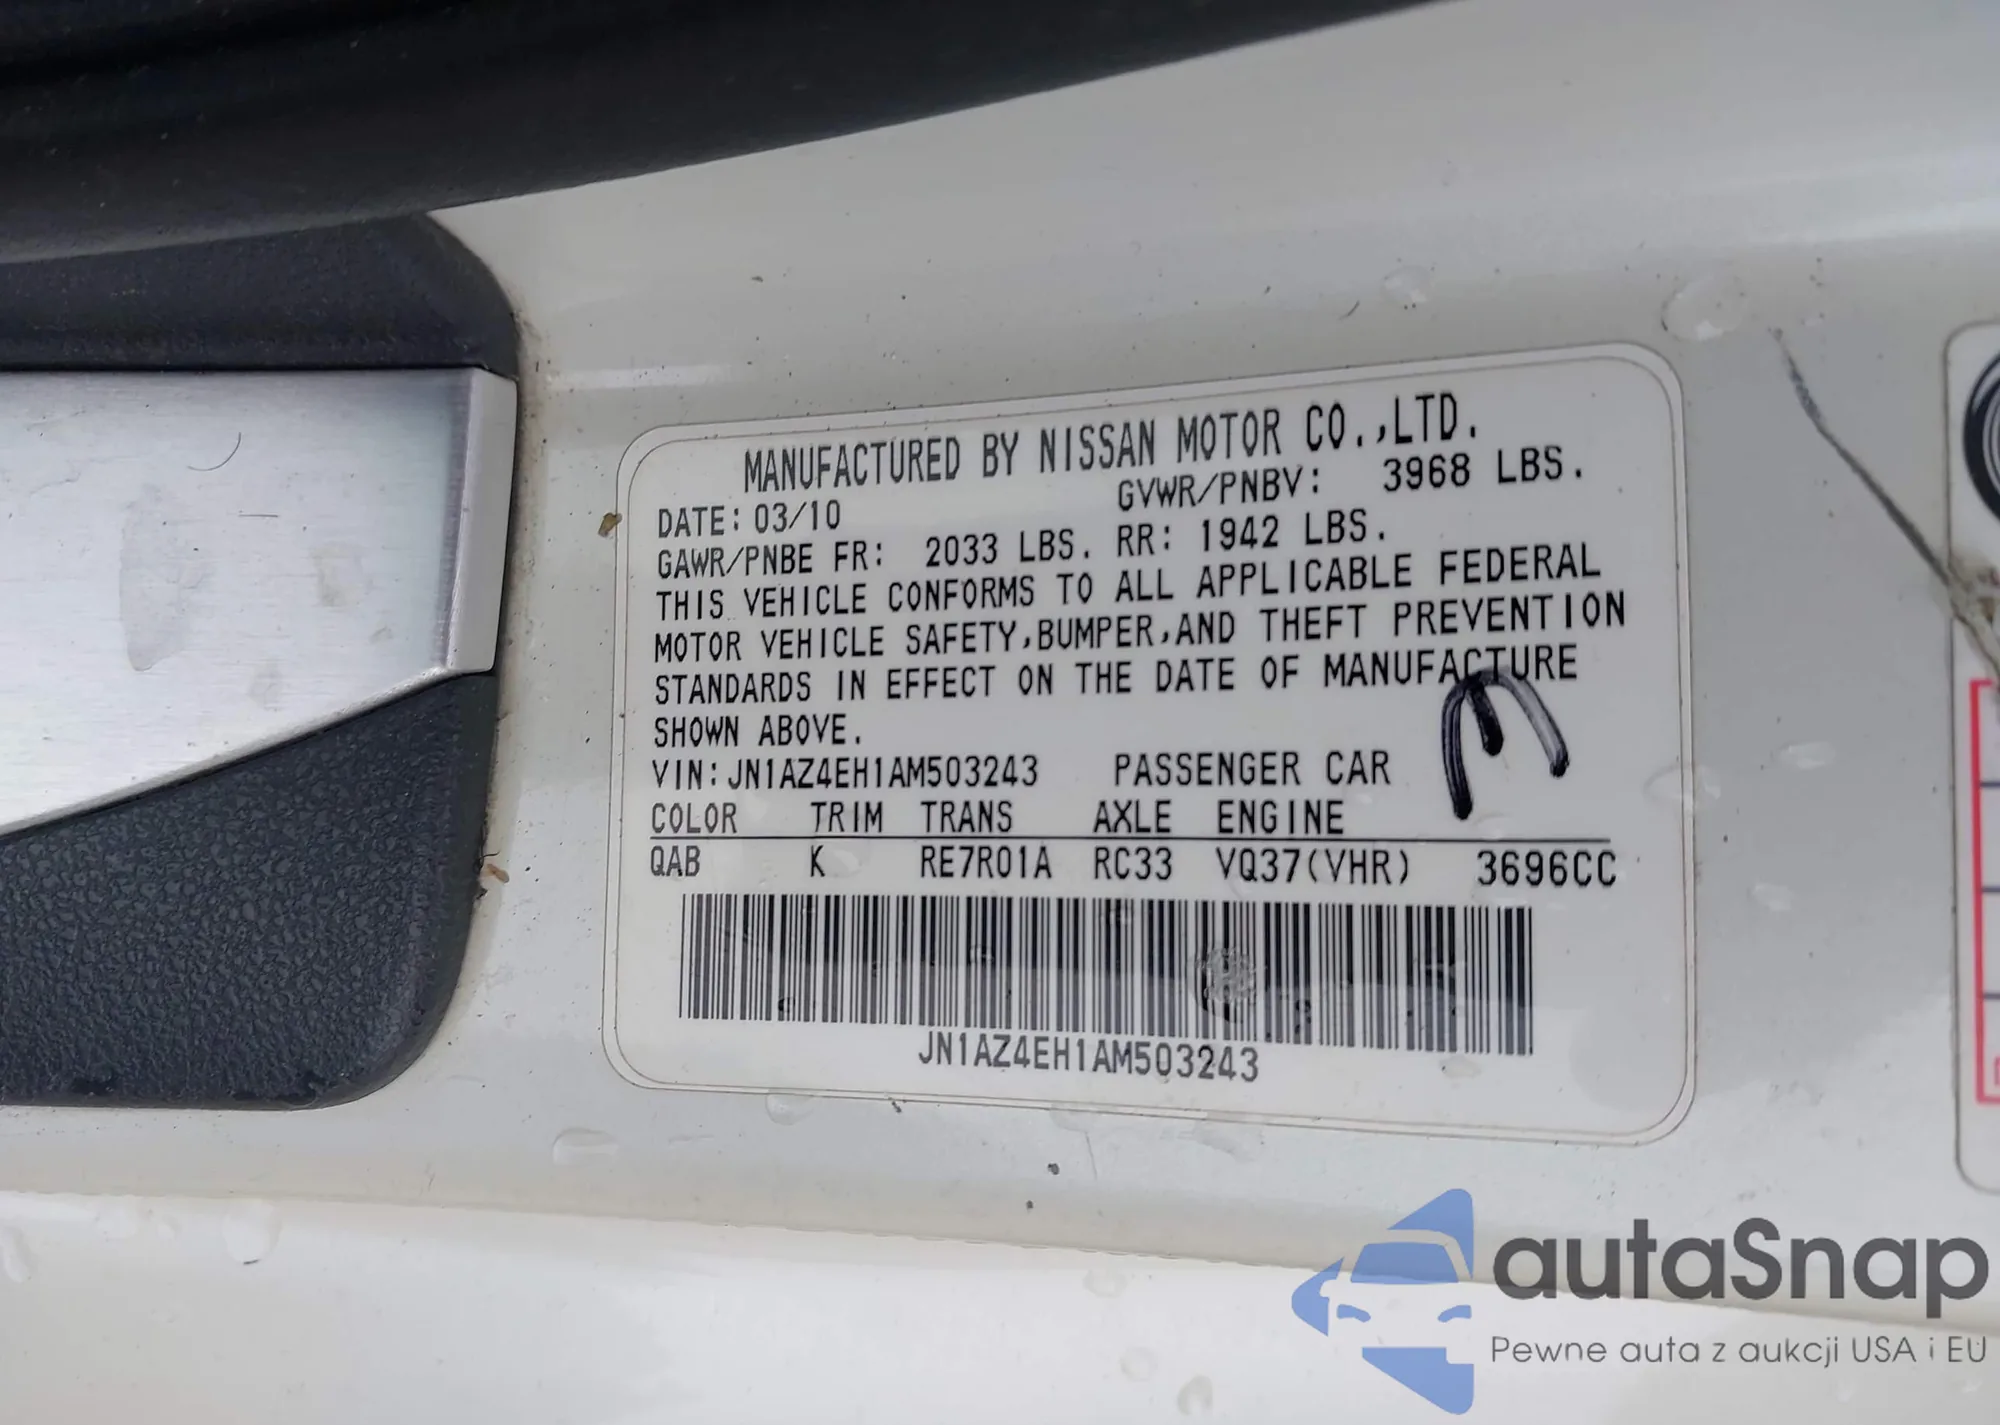 MANUFACTURED BY NISSAN MOTOR CO.,LTD.
DATE: 03/10 GVWR/PNBV: 3968 LBS.
GAWR/PNBE FR: 2033 LBS. RR: 1942 LBS.
THIS VEHICLE CONFORMS TO ALL APPLICABLE FEDERAL
MOTOR VEHICLE SAFETY,BUMPER,AND THEFT PREVENTION
STANDARDS IN EFFECT ON THE DATE OF MANUFACTURE
SHOWN ABOVE.
VIN: JN1AZ4EH1AM503243 PASSENGER CAR
COLOR TRIM TRANS AXLE ENGINE
QAB K RE7R01A RC33 VQ37(VHR) 3696CC
JN1AZ4EH1AM503243
autaSnap
Pewne auta z aukcji USA i EU